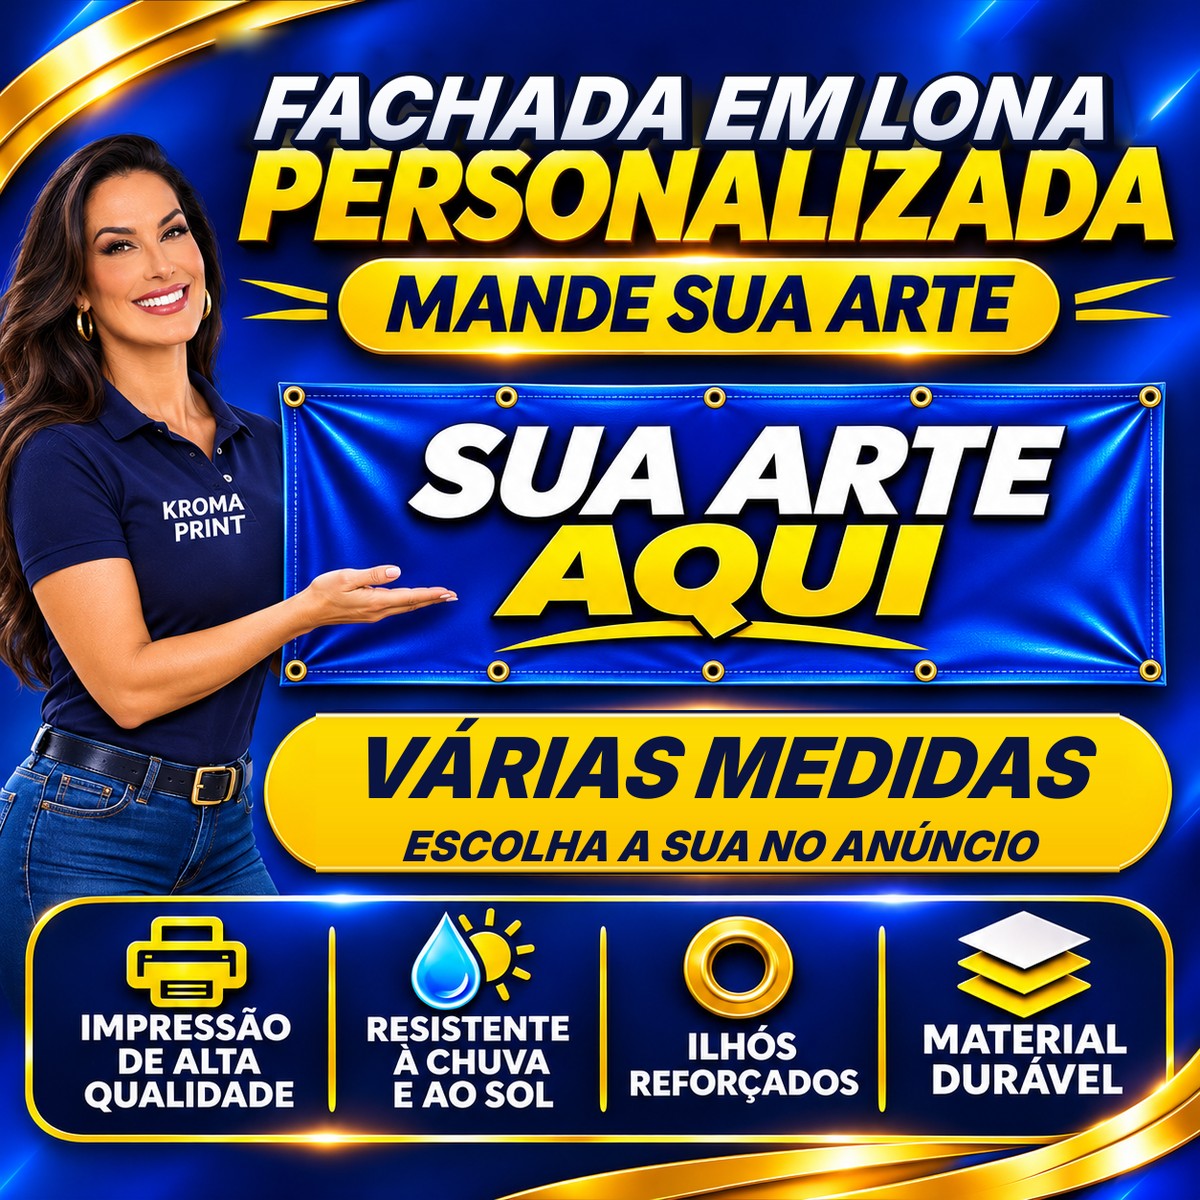 FACHADA EM LONA
PERSONALIZADA
MANDE SUA ARTE
KROMA
PRINT
SUA ARTE
AQUI
VÁRIAS MEDIDAS
ESCOLHA A SUA NO ANÚNCIO
IMPRESSÃO
DE ALTA
QUALIDADE
RESISTENTE
À CHUVA
E AO SOL
ILHÓS
REFORÇADOS
MATERIAL
DURÁVEL